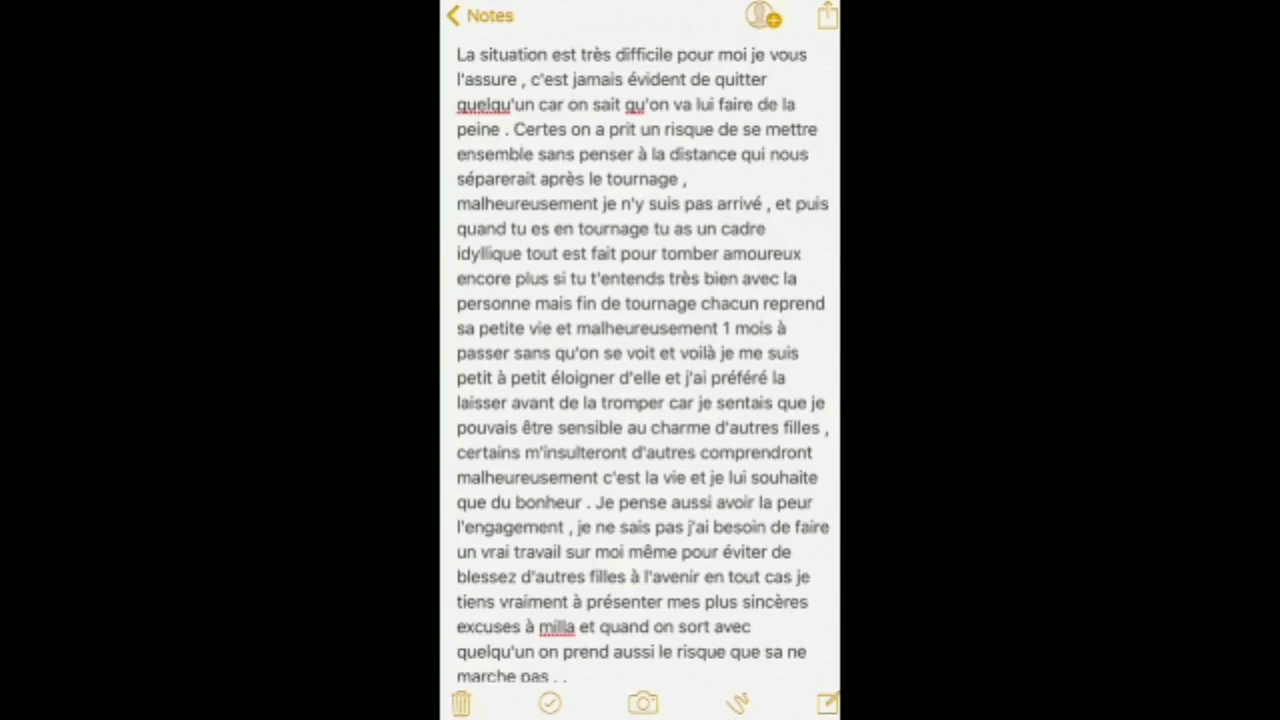 Notes
La situation est très difficile pour moi je vous
l'assure , c'est jamais évident de quitter
quelqu'un car on sait qu'on va lui faire de la
peine . Certes on a prit un risque de se mettre
ensemble sans penser à la distance qui nous
séparerait après le tournage ,
malheureusement je n'y suis pas arrivé , et puis
quand tu es en tournage tu as un cadre
idyllique tout est fait pour tomber amoureux
encore plus si tu t'entends très bien avec la
personne mais fin de tournage chacun reprend
sa petite vie et malheureusement 1 mois à
passer sans qu'on se voit et voilà je me suis
petit à petit éloigner d'elle et j'ai préféré la
laisser avant de la tromper car je sentais que je
pouvais être sensible au charme d'autres filles ,
certains m'insulteront d'autres comprendront
malheureusement c'est la vie et je lui souhaite
que du bonheur . Je pense aussi avoir la peur
l'engagement , je ne sais pas j'ai besoin de faire
un vrai travail sur moi même pour éviter de
blessez d'autres filles à l'avenir en tout cas je
tiens vraiment à présenter mes plus sincères
excuses à milla et quand on sort avec
quelqu'un on prend aussi le risque que sa ne
marche pas . .